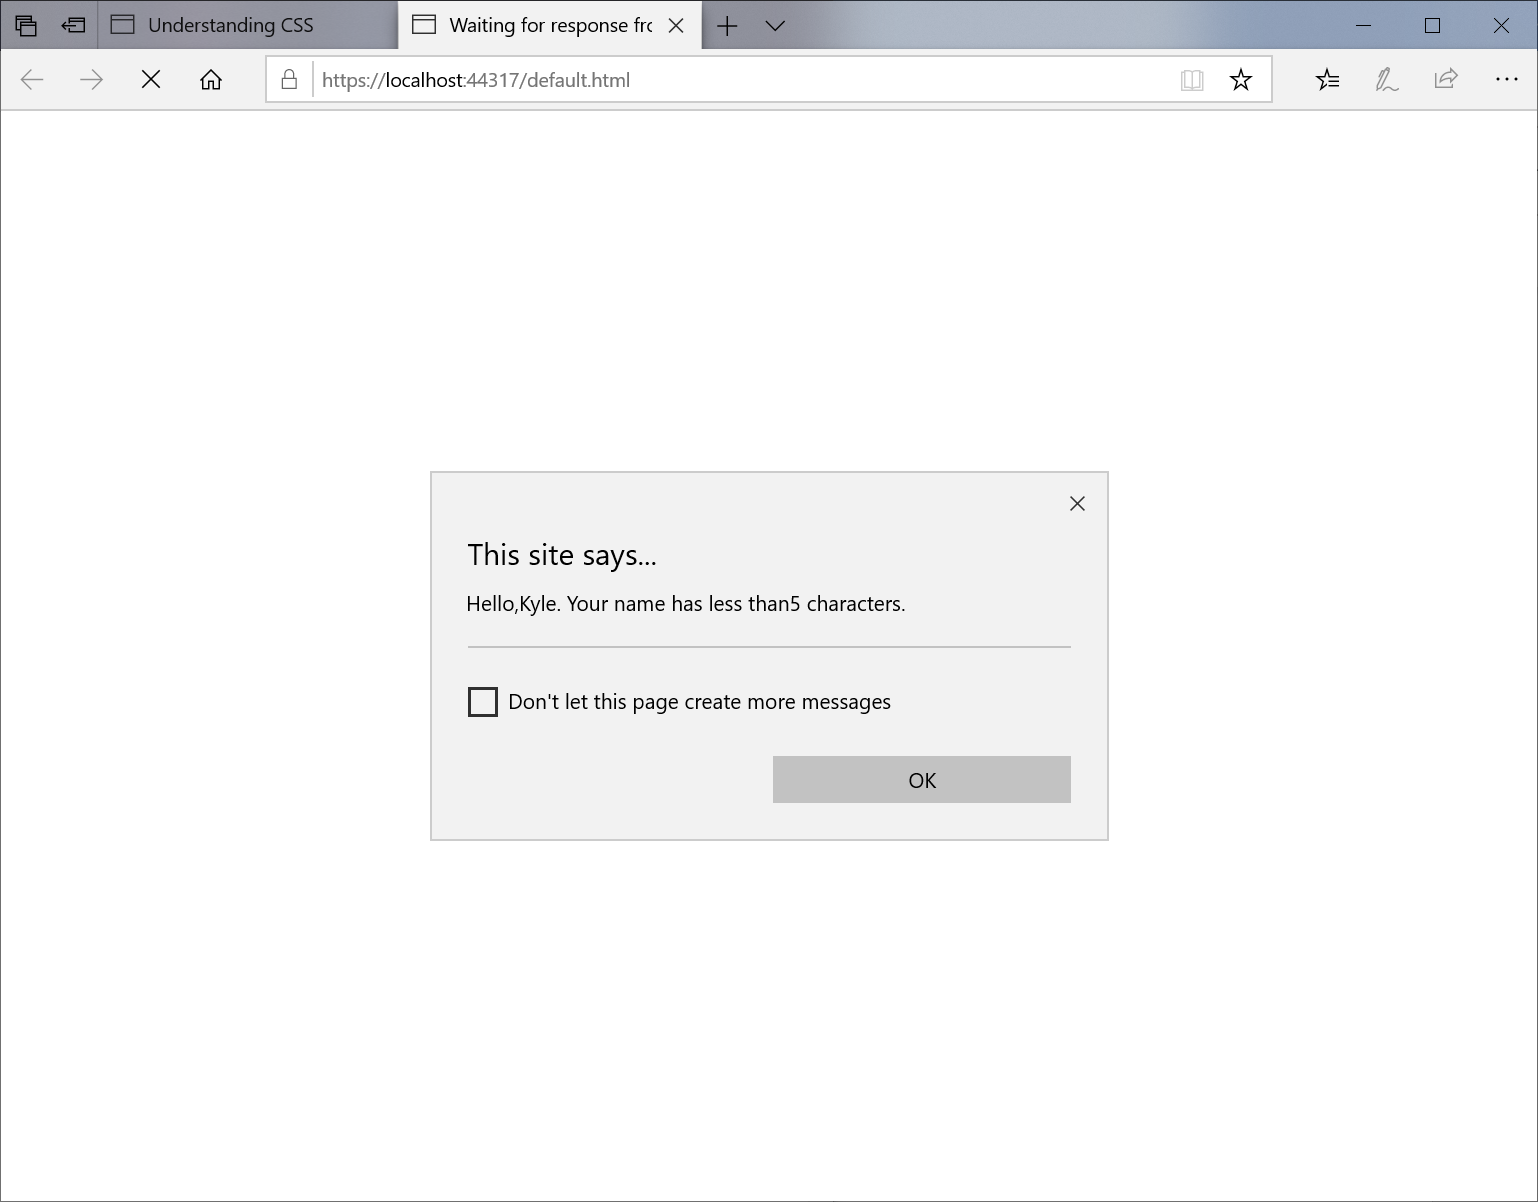 Understanding CSS
Waiting for response fro
https://localhost:44317/default.html
This site says...
Hello,Kyle. Your name has less than5 characters.
Don't let this page create more messages
OK